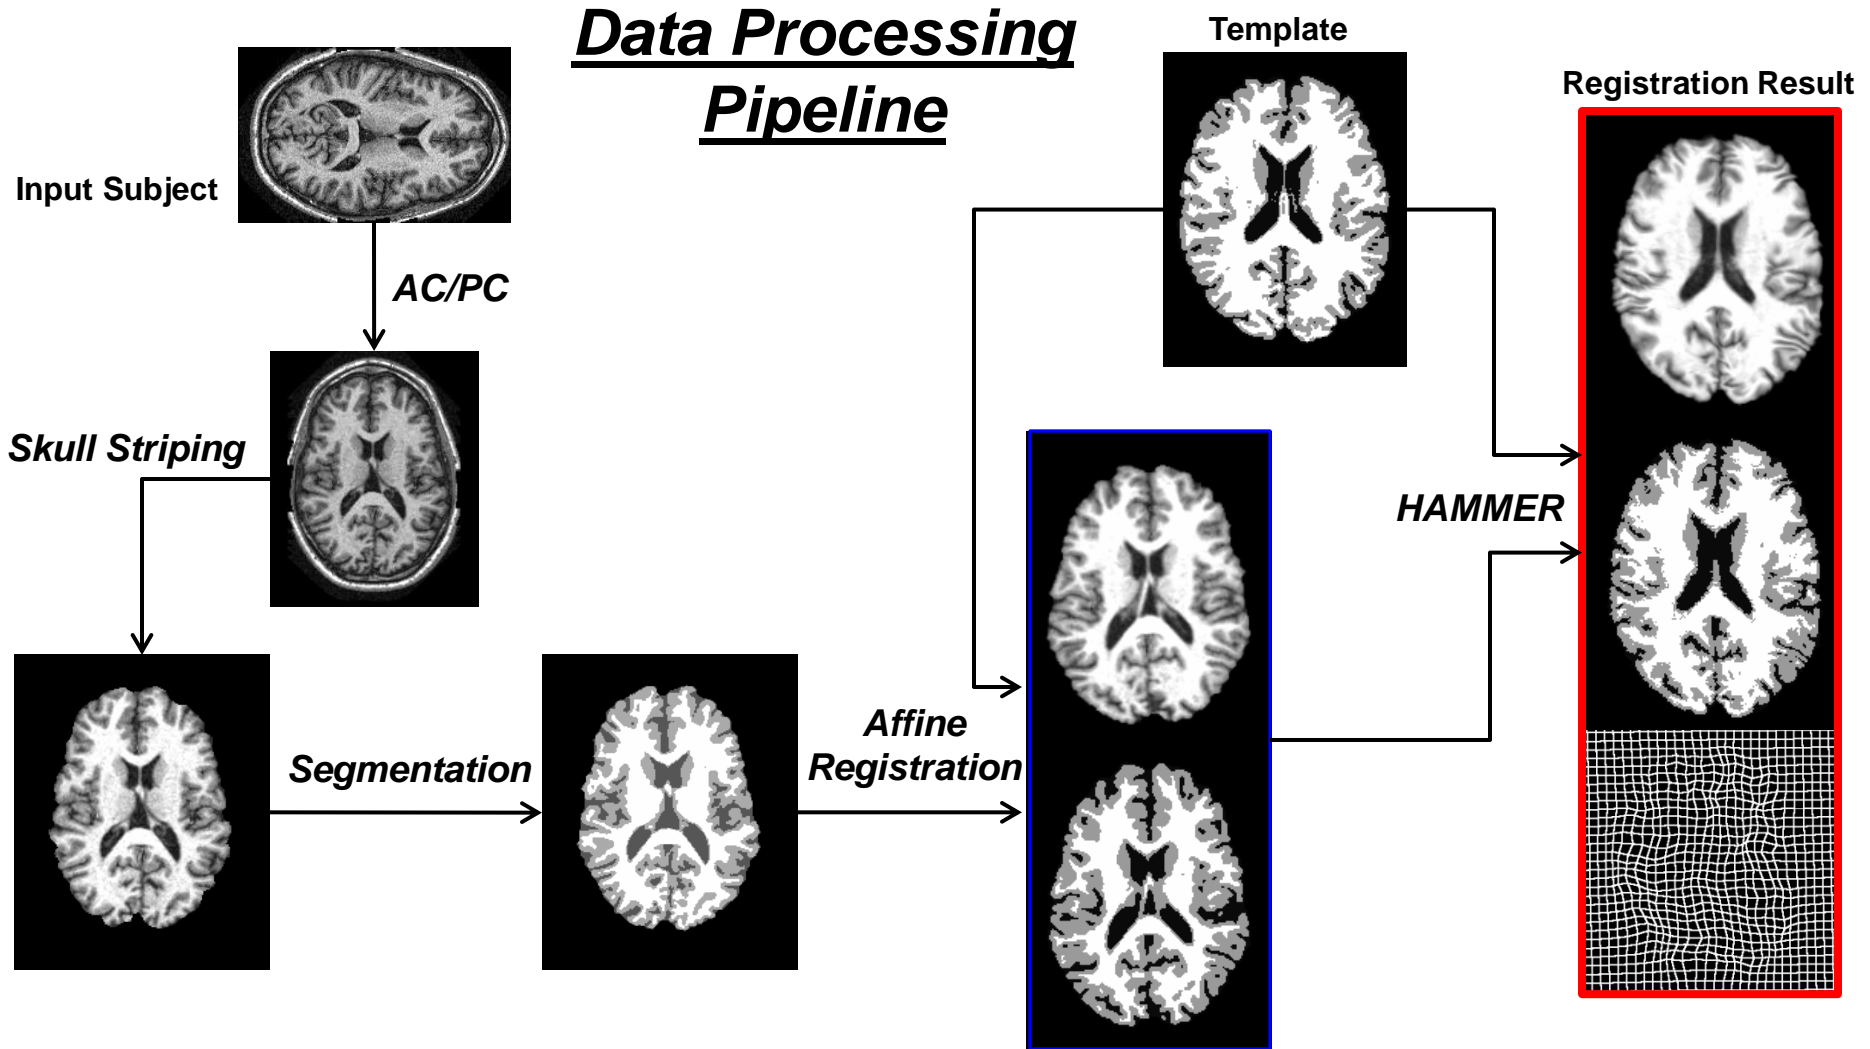 Data Processing
Pipeline
Template
Registration Result
Input Subject
AC/PC
Skull Striping
HAMMER
Affine
Registration
Segmentation